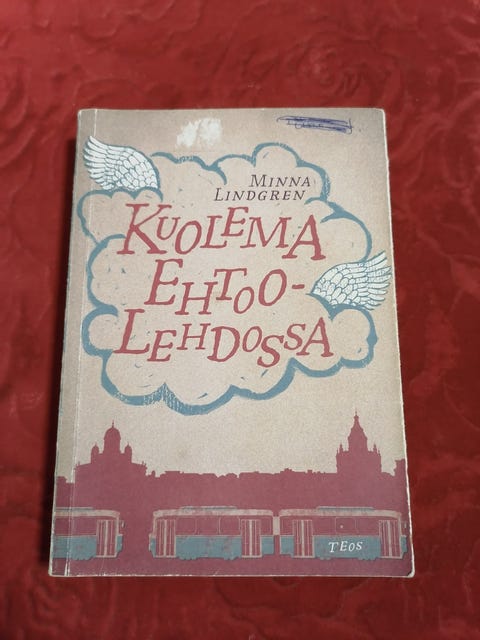 MINNA
LINDGREN
KUOLEMA
EHTOO-
LEHDOSSA
TEOS